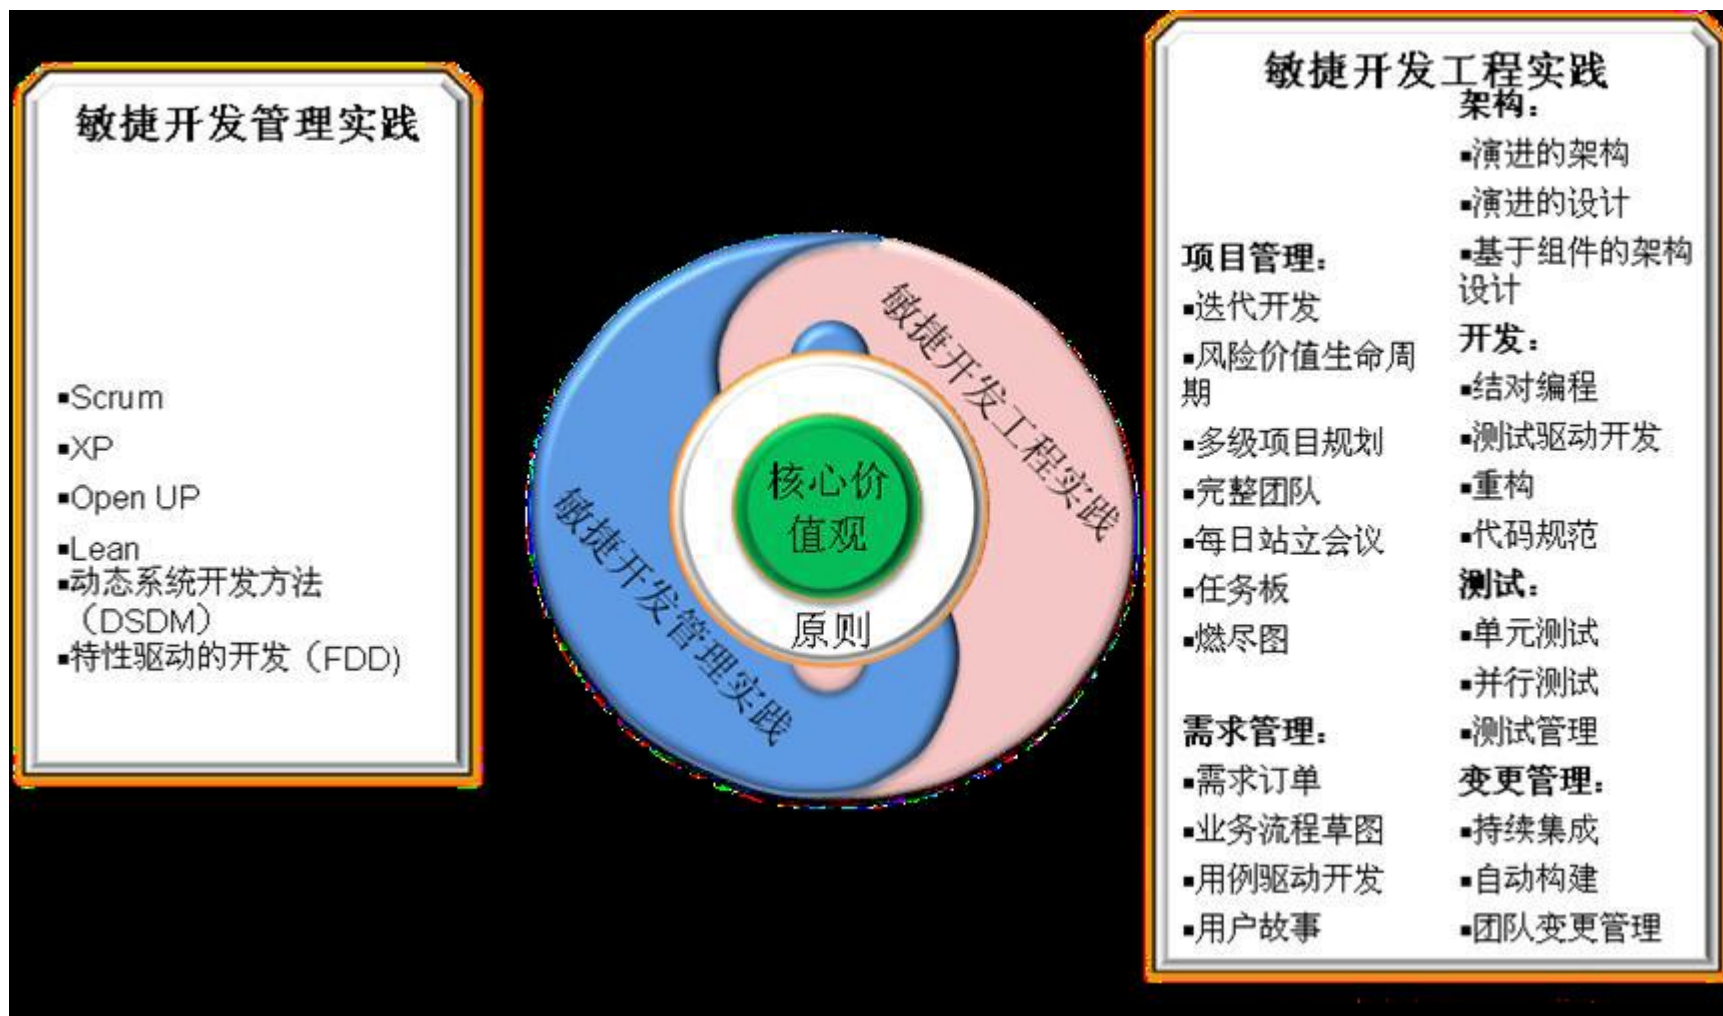 敏捷开发管理实践
▪Scrum
▪XP
▪Open UP
▪Lean
▪动态系统开发方法
（DSDM）
▪特性驱动的开发（FDD)
敏捷开发工程实践
敏捷开发管理实践
核心价
值观
原则
敏捷开发工程实践
项目管理：
▪迭代开发
▪风险价值生命周
期
▪多级项目规划
▪完整团队
▪每日站立会议
▪任务板
▪燃尽图
需求管理：
▪需求订单
▪业务流程草图
▪用例驱动开发
▪用户故事
架构：
▪演进的架构
▪演进的设计
▪基于组件的架构
设计
开发：
▪结对编程
▪测试驱动开发
▪重构
▪代码规范
测试：
▪单元测试
▪并行测试
▪测试管理
变更管理：
▪持续集成
▪自动构建
▪团队变更管理